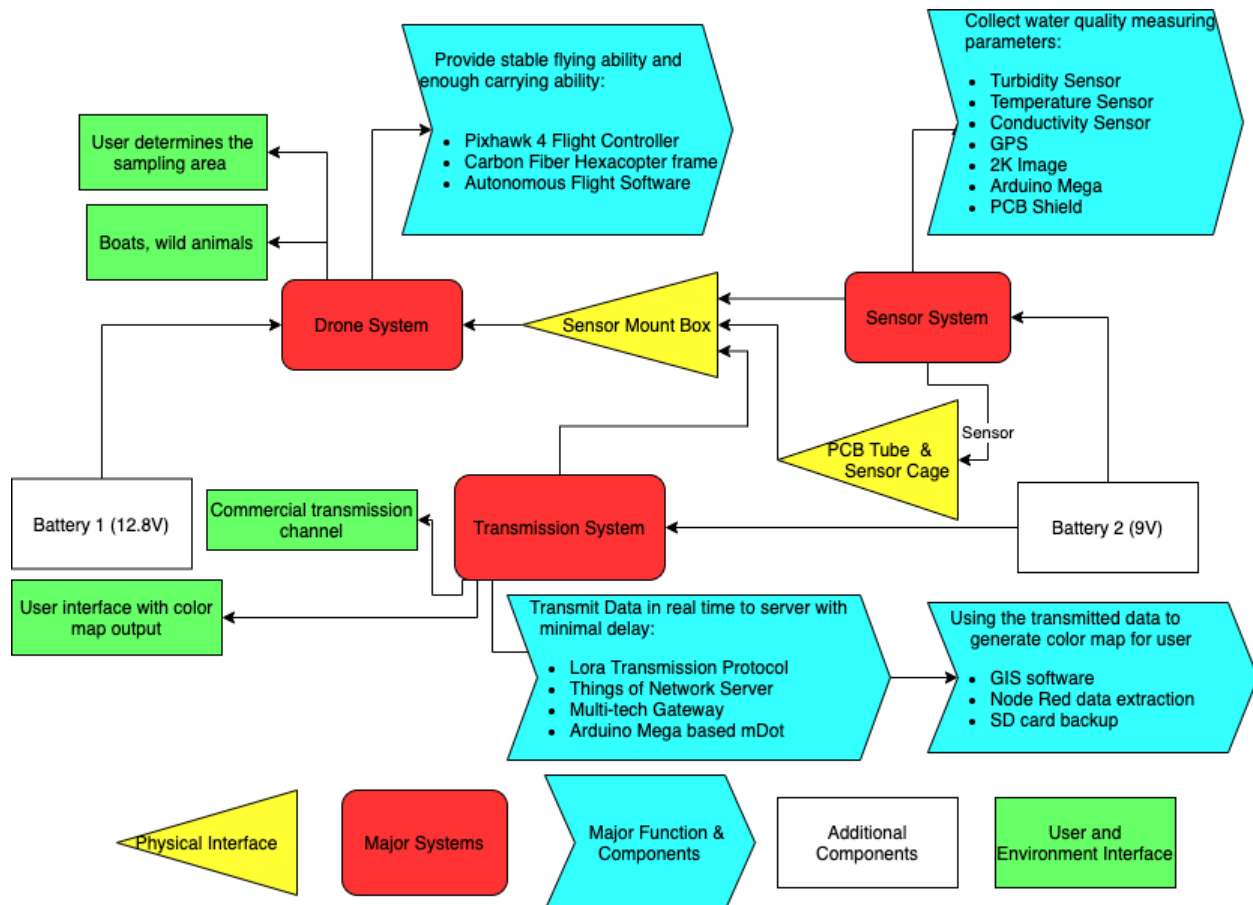 Provide stable flying ability and
enough carrying ability:
• Pixhawk 4 Flight Controller
• Carbon Fiber Hexacopter frame
• Autonomous Flight Software
Collect water quality measuring
parameters:
• Turbidity Sensor
• Temperature Sensor
• Conductivity Sensor
• GPS
• 2K Image
• Arduino Mega
• PCB Shield
User determines the
sampling area
Boats, wild animals
Drone System
Sensor Mount Box
Sensor System
Sensor
PCB Tube &
Sensor Cage
Battery 1 (12.8V)
Commercial transmission
channel
Transmission System
Battery 2 (9V)
User interface with color
map output
Transmit Data in real time to server with
minimal delay:
• Lora Transmission Protocol
• Things of Network Server
• Multi-tech Gateway
• Arduino Mega based mDot
Using the transmitted data to
generate color map for user
• GIS software
• Node Red data extraction
• SD card backup
Physical Interface
Major Systems
Major Function &
Components
Additional
Components
User and
Environment Interface